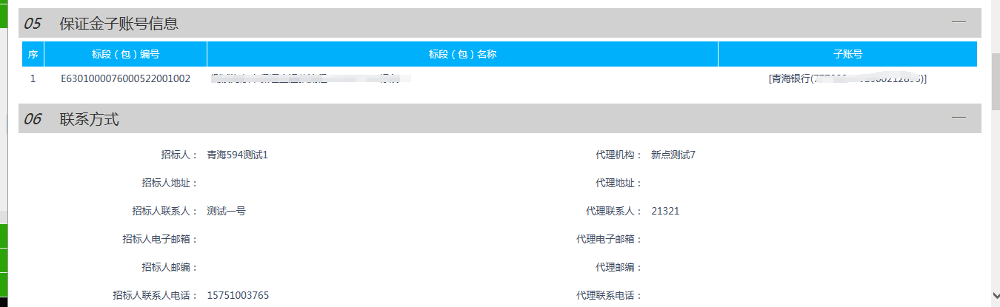 05 保证金子账号信息
序 标段（包）编号 标段（包）名称 子账号
1 E6301000076000522001002 [青海银行(
06 联系方式
招标人： 青海594测试1 代理机构： 新点测试7
招标人地址： 代理地址：
招标人联系人： 测试一号 代理联系人： 21321
招标人电子邮箱： 代理电子邮箱：
招标人邮编： 代理邮编：
招标人联系人电话： 15751003765 代理联系电话：